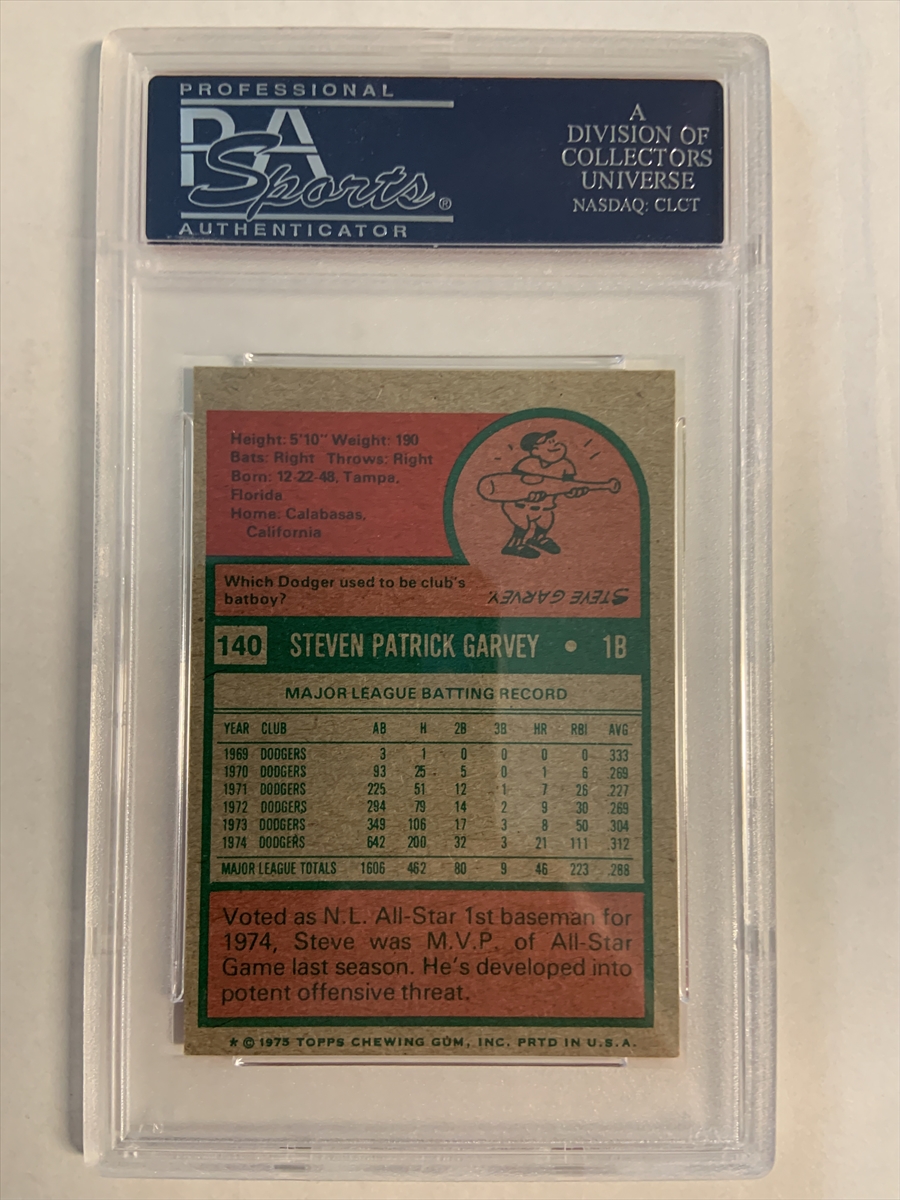 PROFESSIONAL
PSA
Sports®
AUTHENTICATOR
A
DIVISION OF
COLLECTORS
UNIVERSE
NASDAQ: CLCT
Height: 5'10" Weight: 190
Bats: Right Throws: Right
Born: 12-22-48, Tampa,
Florida
Home: Calabasas,
California
Which Dodger used to be club's
batboy?
STEVE GARVEY
140 STEVEN PATRICK GARVEY • 1B
MAJOR LEAGUE BATTING RECORD
YEAR CLUB AB H 2B 3B HR RBI AVG
1969 DODGERS 3 1 0 0 0 0 .333
1970 DODGERS 93 25 5 0 1 6 .269
1971 DODGERS 225 51 12 1 7 26 .227
1972 DODGERS 294 79 14 2 9 30 .269
1973 DODGERS 349 106 17 3 8 50 .304
1974 DODGERS 642 200 32 3 21 111 .312
MAJOR LEAGUE TOTALS 1606 462 80 9 46 223 .288
Voted as N.L. All-Star 1st baseman for
1974, Steve was M.V.P. of All-Star
Game last season. He's developed into
potent offensive threat.
* © 1975 TOPPS CHEWING GUM, INC. PRTD IN U.S.A.